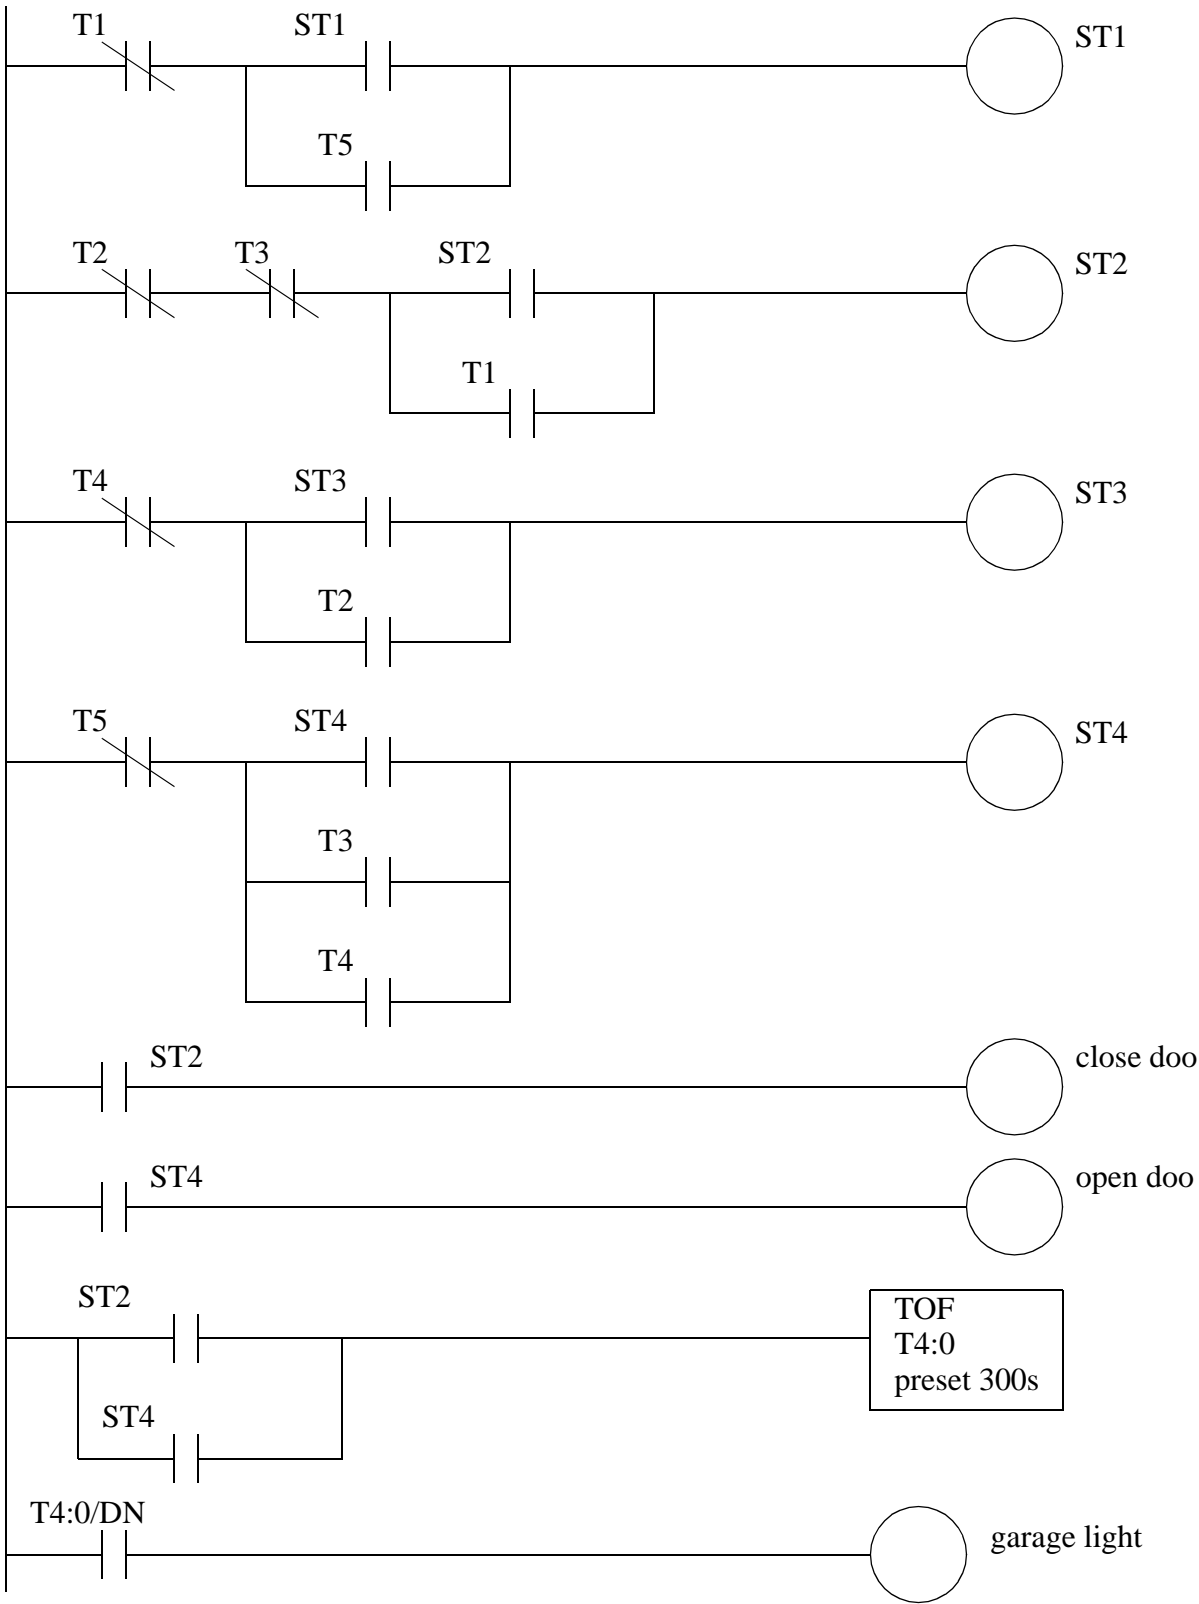 T1 ST1 ST1
T5
T2 T3 ST2 ST2
T1
T4 ST3 ST3
T2
T5 ST4 ST4
T3
T4
ST2 close doo
ST4 open doo
ST2
TOF
T4:0
preset 300s
ST4
T4:0/DN
garage light